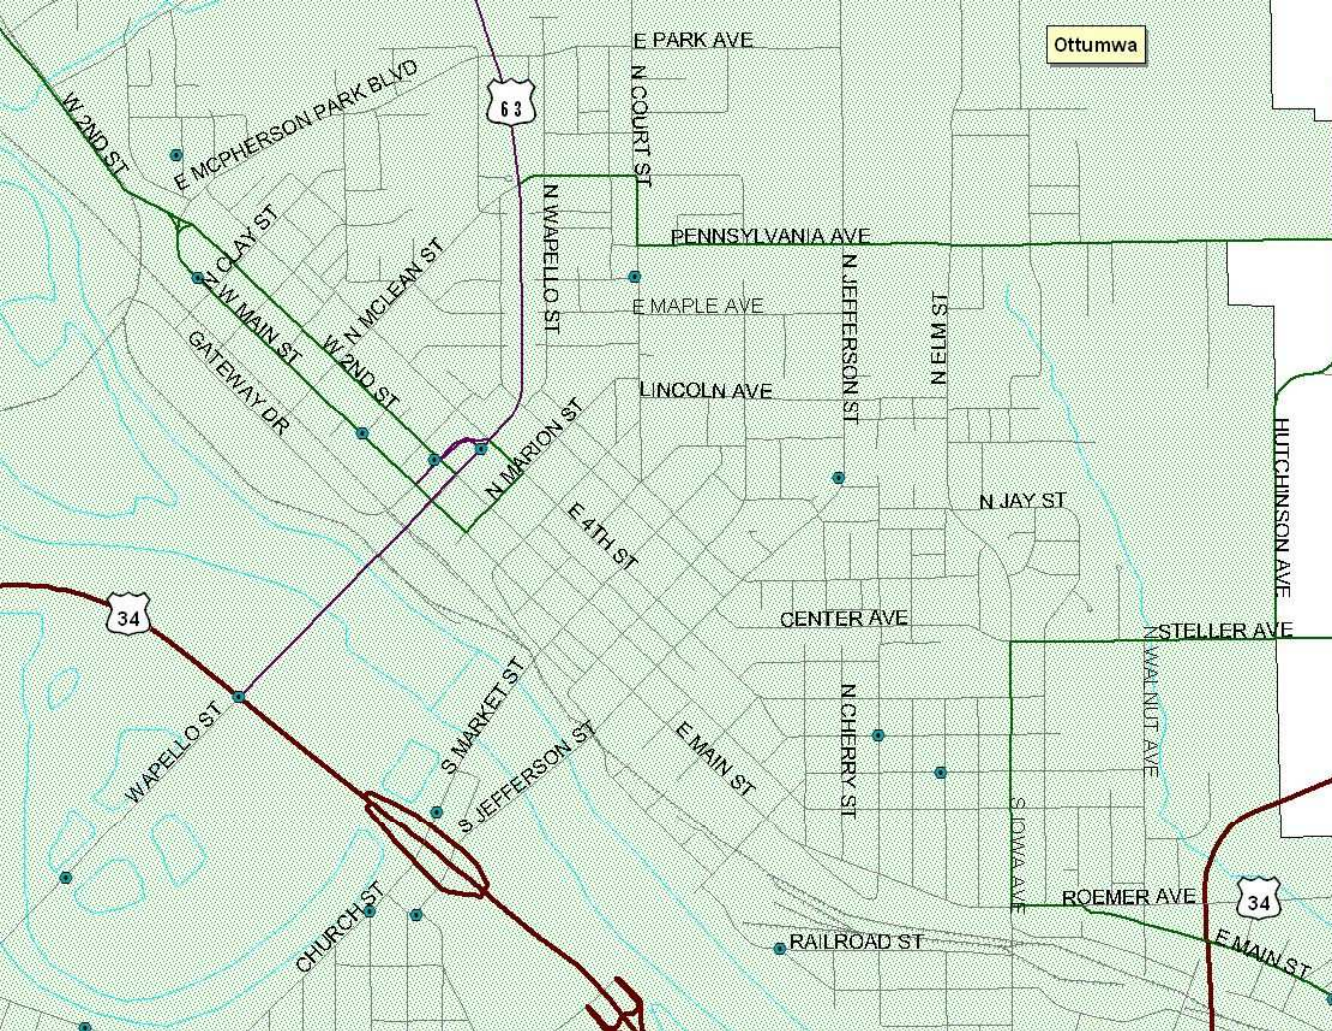 E PARK AVE
Ottumwa
W 2ND ST
E MCPHERSON PARK BLVD
63
N COURT ST
N CLAY ST
N WAPELLO ST
PENNSYLVANIA AVE
N MCLEAN ST
N JEFFERSON ST
N W MAIN ST
E MAPLE AVE
N ELM ST
GATEWAY DR
W 2ND ST
LINCOLN AVE
N MARION ST
HUTCHINSON AVE
N JAY ST
E 4TH ST
34
CENTER AVE
STELLER AVE
N WALNUT AVE
S MARKET ST
WAPELLO ST
S JEFFERSON ST
E MAIN ST
N CHERRY ST
S IOWA AVE
ROEMER AVE
34
CHURCH ST
RAILROAD ST
E MAIN ST